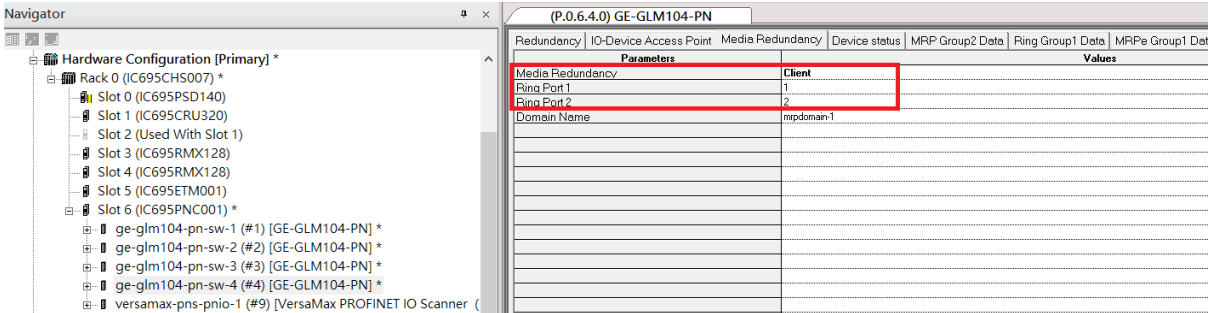 Navigator
Hardware Configuration [Primary] *
Rack 0 (IC695CHS007) *
Slot 0 (IC695PSD140)
Slot 1 (IC695CRU320)
Slot 2 (Used With Slot 1)
Slot 3 (IC695RMX128)
Slot 4 (IC695RMX128)
Slot 5 (IC695ETM001)
Slot 6 (IC695PNC001) *
ge-glm104-pn-sw-1 (#1) [GE-GLM104-PN] *
ge-glm104-pn-sw-2 (#2) [GE-GLM104-PN] *
ge-glm104-pn-sw-3 (#3) [GE-GLM104-PN] *
ge-glm104-pn-sw-4 (#4) [GE-GLM104-PN] *
versamax-pns-pnio-1 (#9) [VersaMax PROFINET IO Scanner (
(P.0.6.4.0) GE-GLM104-PN
Redundancy IO-Device Access Point Media Redundancy Device status MRP Group2 Data Ring Group1 Data MRPe Group1 Dat
Parameters Values
Media Redundancy Client
Ring Port 1 1
Ring Port 2 2
Domain Name mrpdomain-1